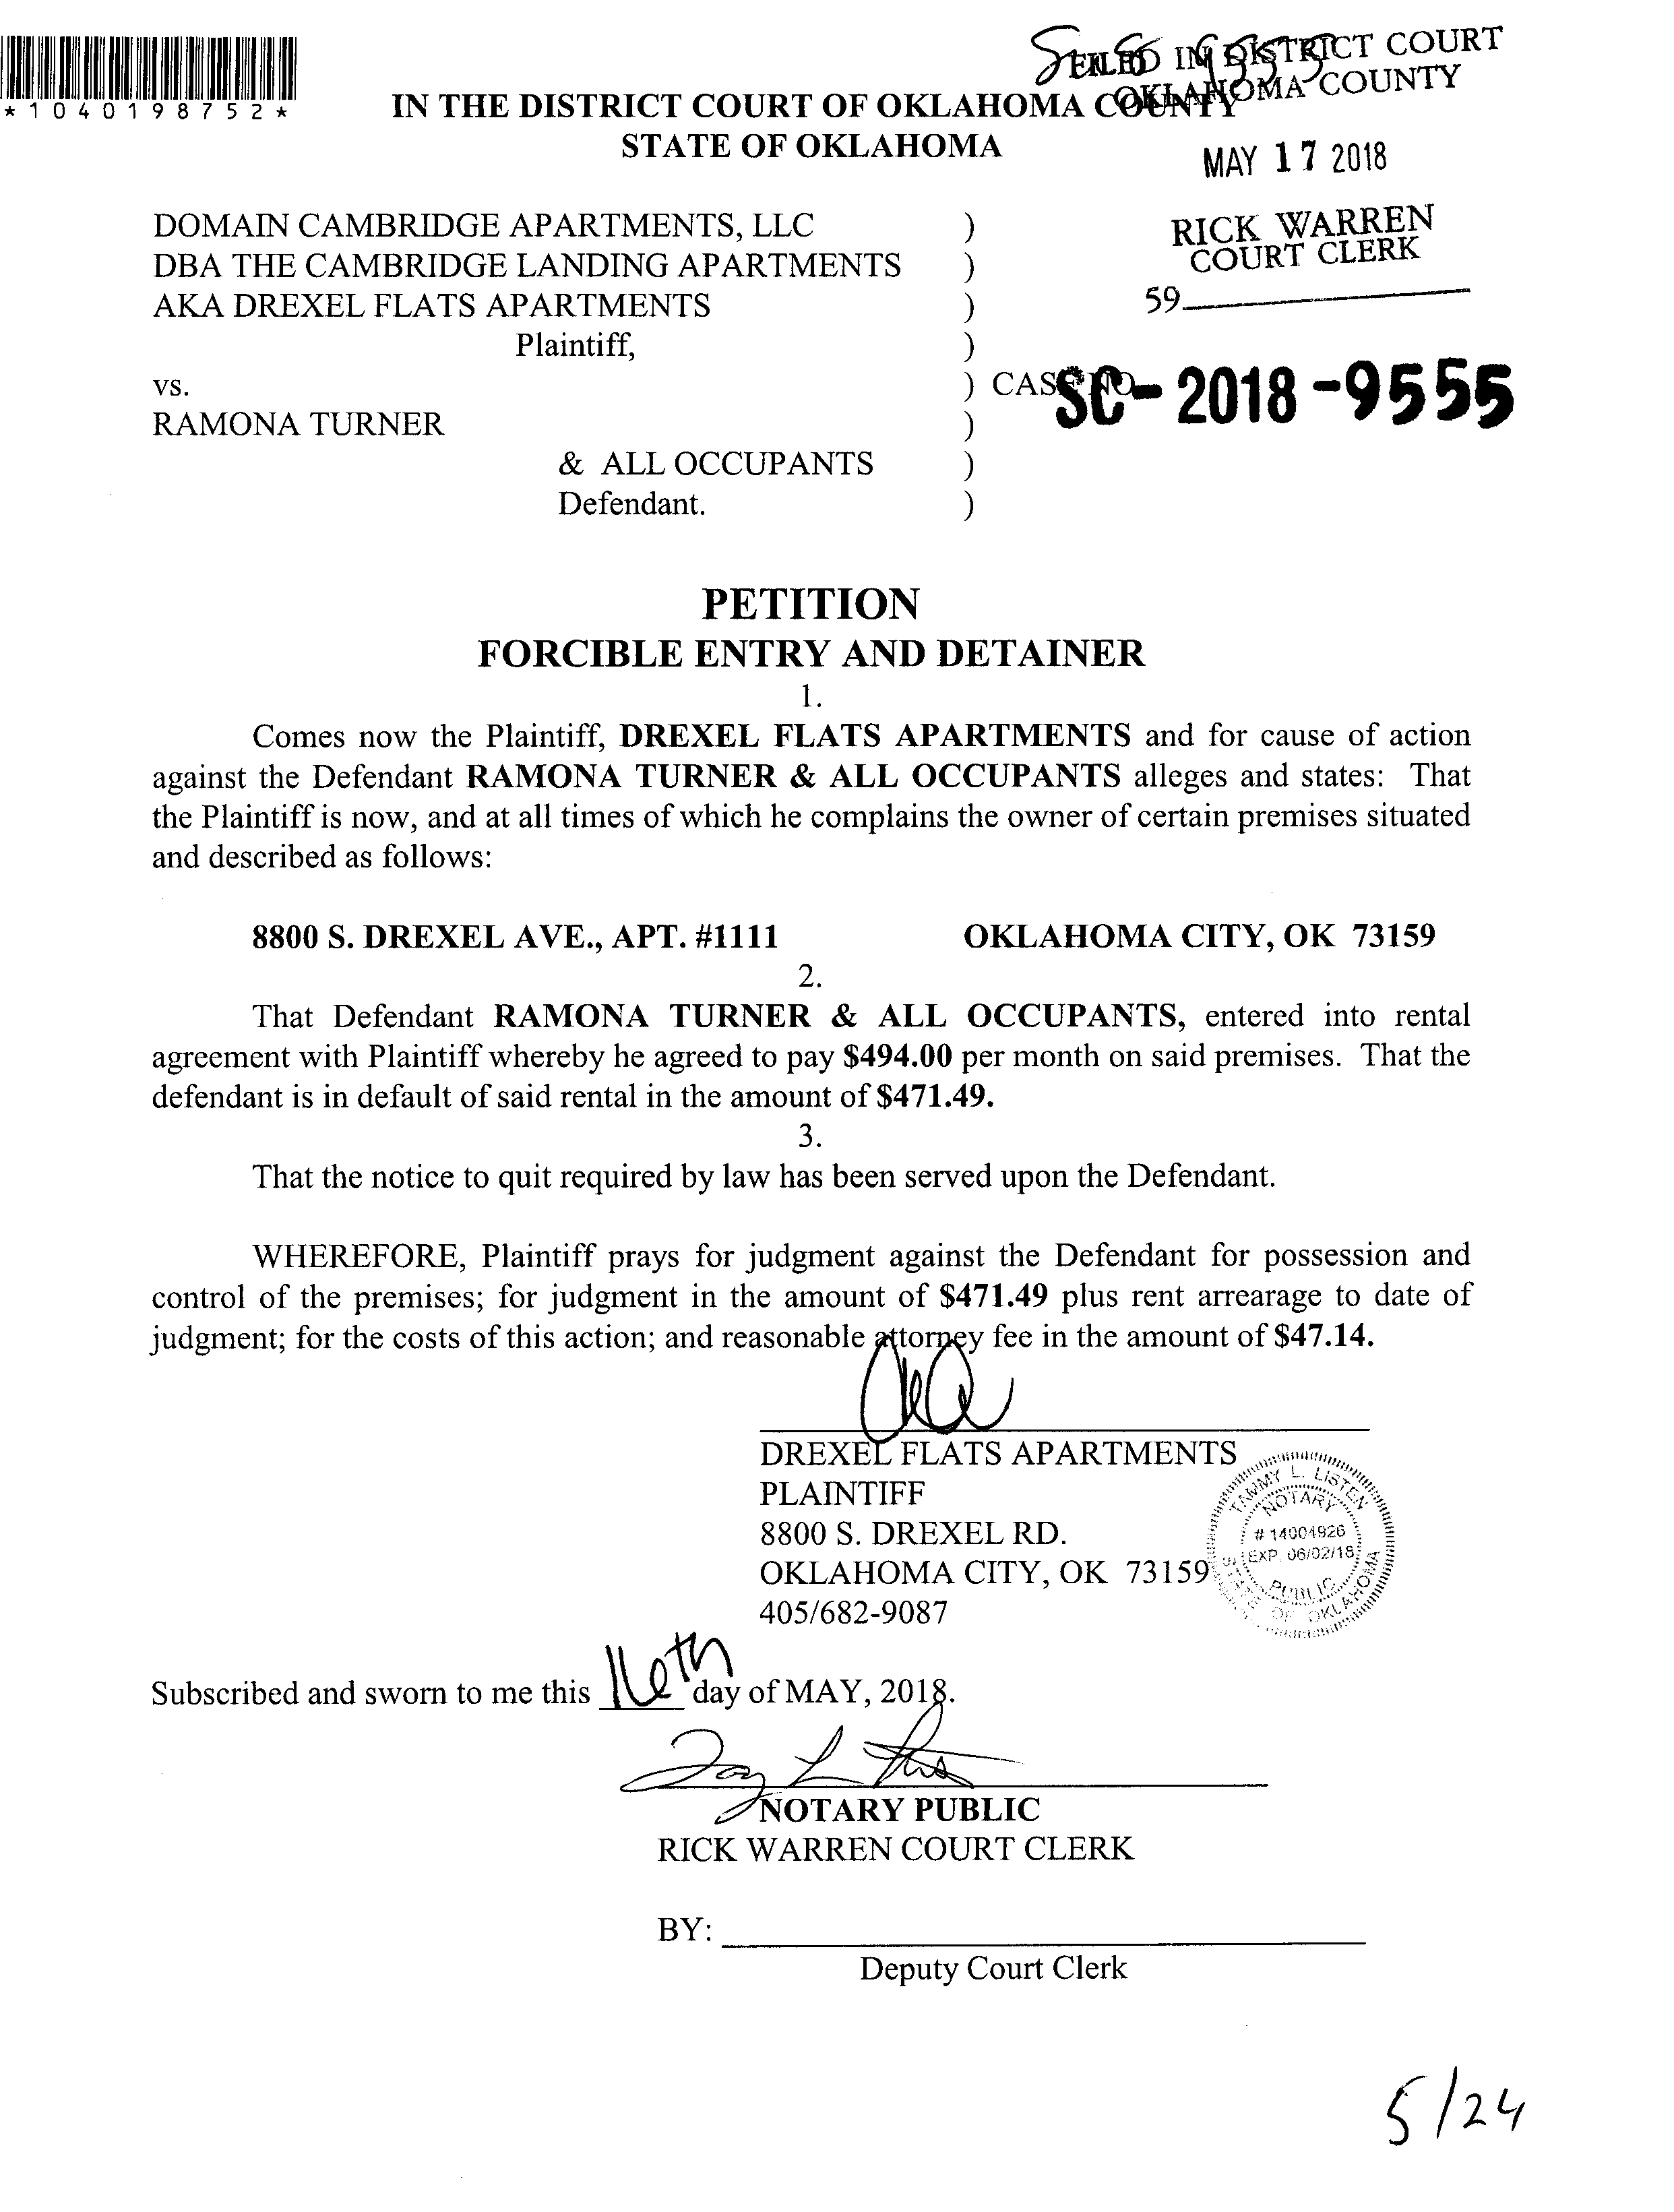 *1040198752*
FILED IN DISTRICT COURT
OKLAHOMA COUNTY
IN THE DISTRICT COURT OF OKLAHOMA COUNTY
STATE OF OKLAHOMA
MAY 17 2018
RICK WARREN
COURT CLERK
59
DOMAIN CAMBRIDGE APARTMENTS, LLC )
DBA THE CAMBRIDGE LANDING APARTMENTS )
AKA DREXEL FLATS APARTMENTS )
Plaintiff, )
vs. ) CASE NO. SC-2018-9555
RAMONA TURNER )
& ALL OCCUPANTS )
Defendant. )
PETITION
FORCIBLE ENTRY AND DETAINER
1.
Comes now the Plaintiff, DREXEL FLATS APARTMENTS and for cause of action
against the Defendant RAMONA TURNER & ALL OCCUPANTS alleges and states: That
the Plaintiff is now, and at all times of which he complains the owner of certain premises situated
and described as follows:
8800 S. DREXEL AVE., APT. #1111 OKLAHOMA CITY, OK 73159
2.
That Defendant RAMONA TURNER & ALL OCCUPANTS, entered into rental
agreement with Plaintiff whereby he agreed to pay $494.00 per month on said premises. That the
defendant is in default of said rental in the amount of $471.49.
3.
That the notice to quit required by law has been served upon the Defendant.
WHEREFORE, Plaintiff prays for judgment against the Defendant for possession and
control of the premises; for judgment in the amount of $471.49 plus rent arrearage to date of
judgment; for the costs of this action; and reasonable attorney fee in the amount of $47.14.
DREXEL FLATS APARTMENTS
PLAINTIFF
8800 S. DREXEL RD.
OKLAHOMA CITY, OK 73159
405/682-9087
TAMMY L. LISTEN
NOTARY
# 14004926
EXP. 06/02/18
PUBLIC
STATE OF OKLAHOMA
Subscribed and sworn to me this 16th day of MAY, 2018.
NOTARY PUBLIC
RICK WARREN COURT CLERK
BY:
Deputy Court Clerk
5/24